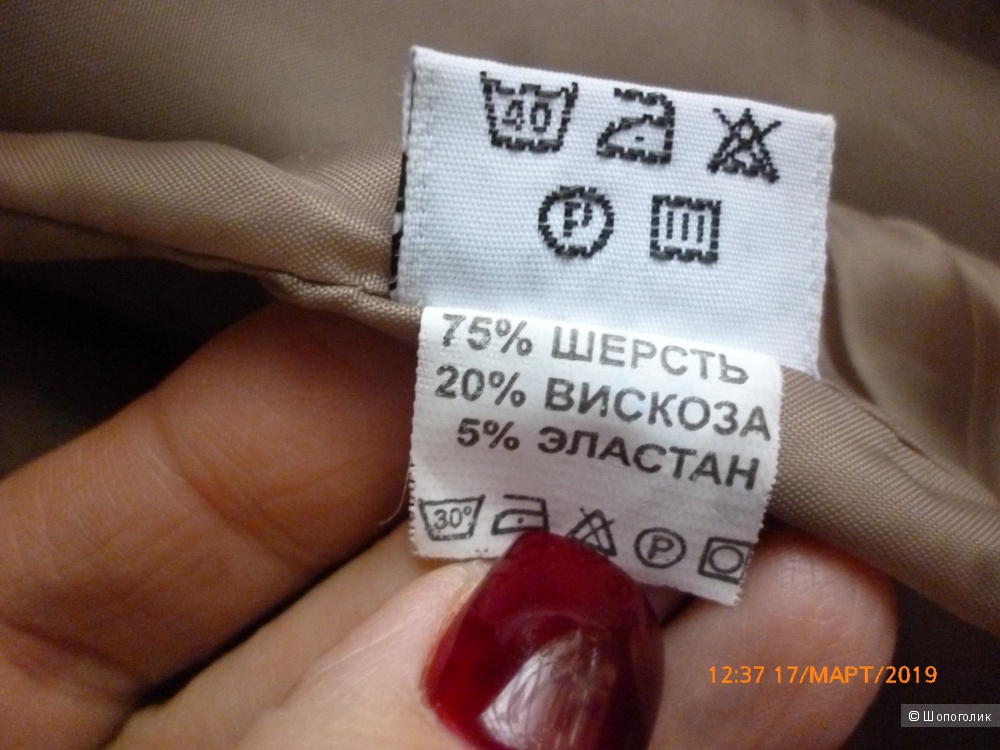 40
P
75% ШЕРСТЬ
20% ВИСКОЗА
5% ЭЛАСТАН
30°
P
12:37 17/МАРТ/2019
© Шопоголик